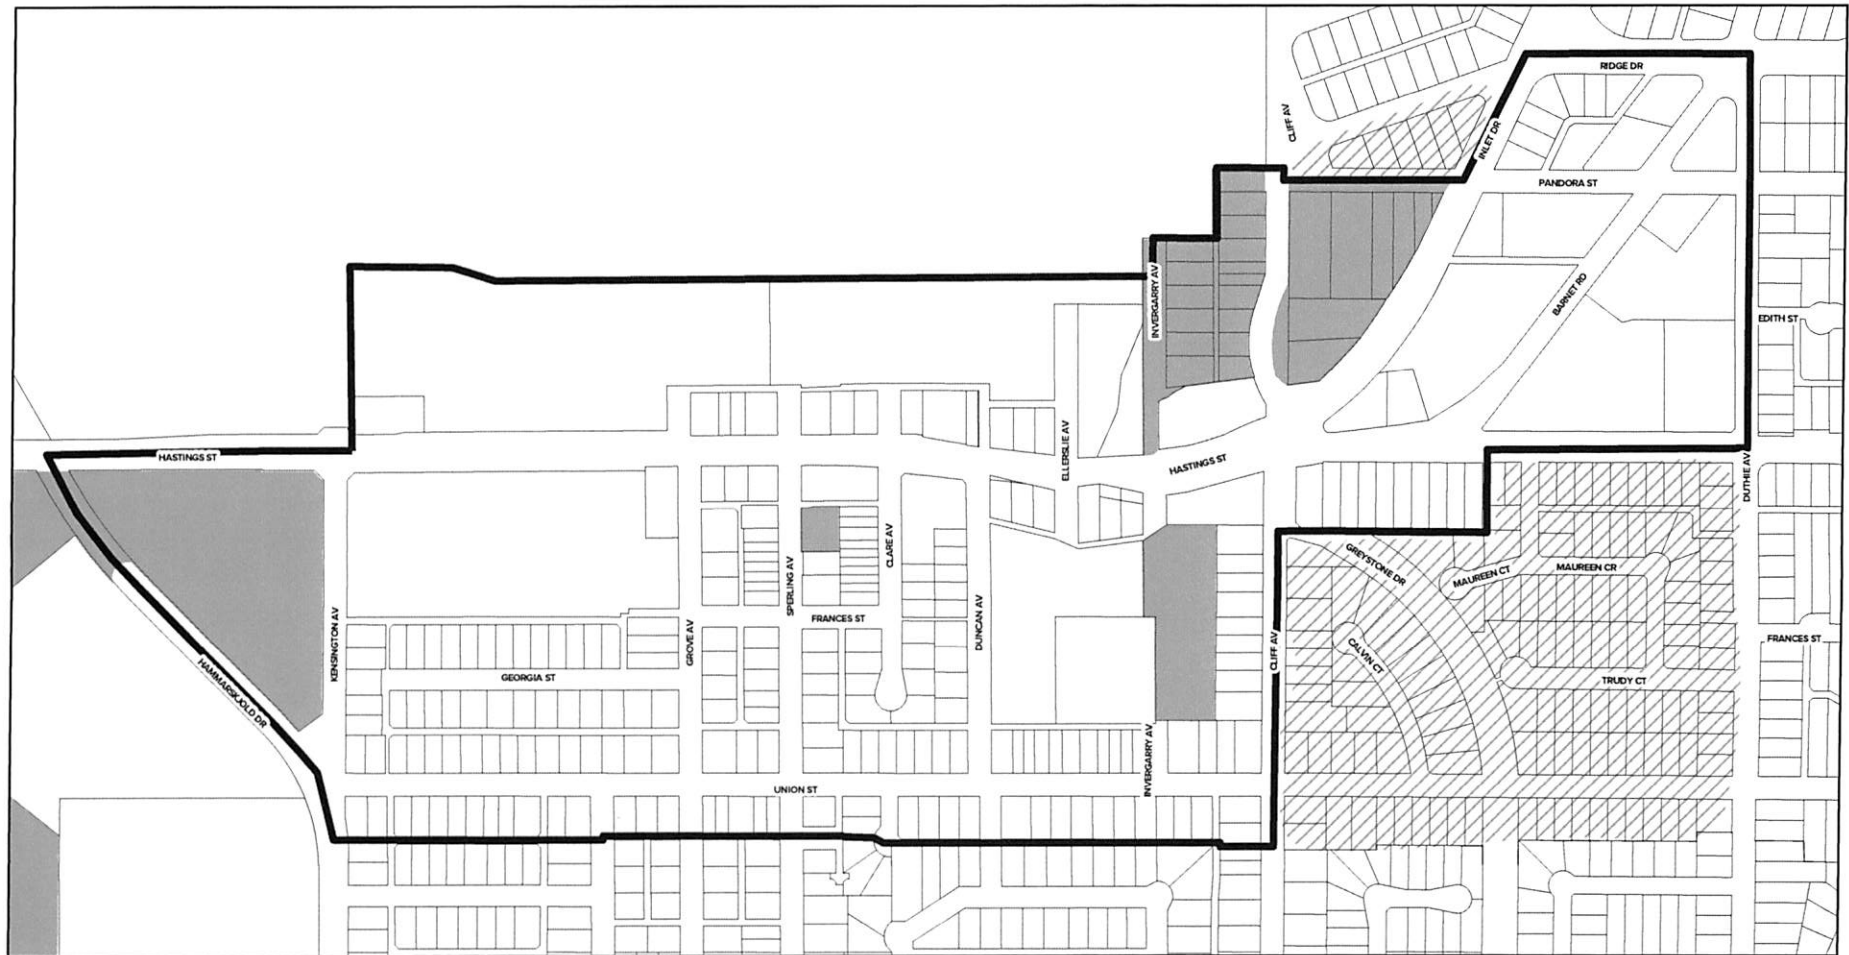 RIDGE DR
CLIFF AV
INLET DR
PANDORA ST
INVERGARRY AV
BARNET RD
EDITH ST
HASTINGS ST
ELLERSLIE AV
HASTINGS ST
DUTHIE AV
SPERLING AV
CLARE AV
GREYSTONE DR
MAUREEN CT
MAUREEN CR
KENSINGTON AV
GROVE AV
FRANCES ST
DUNCAN AV
CLIFF AV
CALVIN CT
FRANCES ST
HAMMARSKJOLD DR
GEORGIA ST
TRUDY CT
INVERGARRY AV
UNION ST